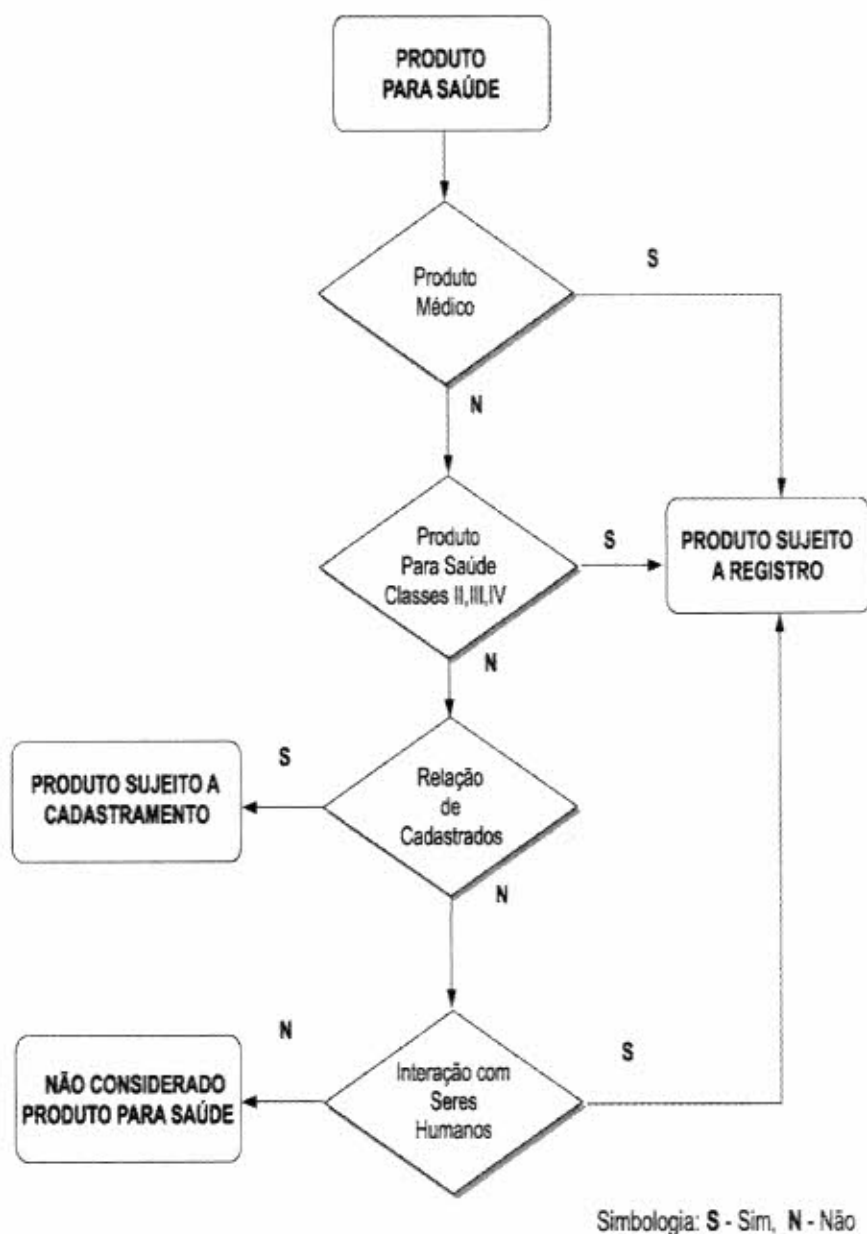 PRODUTO
PARA SAÚDE
Produto
Médico
S
N
Produto
Para Saúde
Classes II,III,IV
S
PRODUTO SUJEITO
A REGISTRO
N
Relação
de
Cadastrados
S
PRODUTO SUJEITO A
CADASTRAMENTO
N
Interação com
Seres
Humanos
N
S
NÃO CONSIDERADO
PRODUTO PARA SAÚDE
Simbologia: S - Sim, N - Não